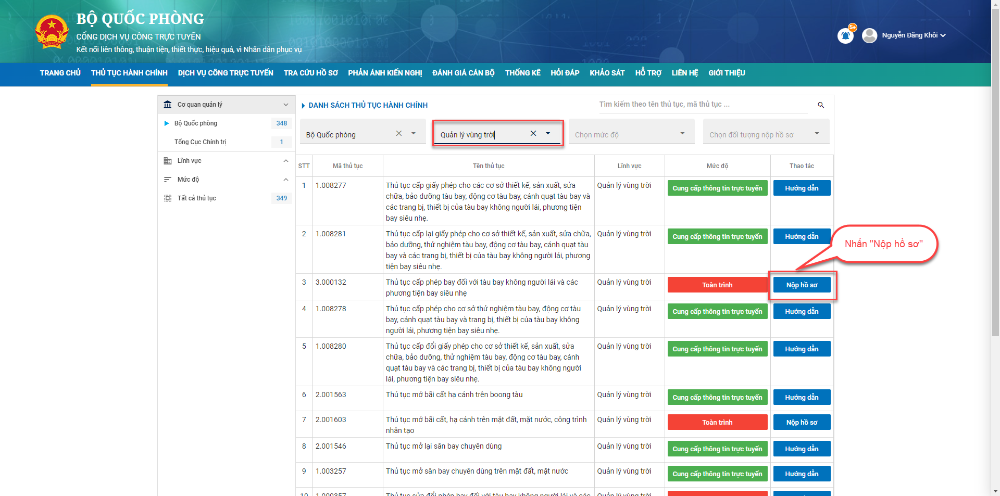 BỘ QUỐC PHÒNG
CỔNG DỊCH VỤ CÔNG TRỰC TUYẾN
Kết nối liên thông, thuận tiện, thiết thực, hiệu quả, vì Nhân dân phục vụ
5+
Nguyễn Đăng Khôi
TRANG CHỦ THỦ TỤC HÀNH CHÍNH DỊCH VỤ CÔNG TRỰC TUYẾN TRA CỨU HỒ SƠ PHẢN ÁNH KIẾN NGHỊ ĐÁNH GIÁ CÁN BỘ THỐNG KÊ HỎI ĐÁP KHẢO SÁT HỖ TRỢ LIÊN HỆ GIỚI THIỆU
Cơ quan quản lý
Bộ Quốc phòng 348
Tổng Cục Chính trị 1
Lĩnh vực
Mức độ
Tất cả thủ tục 349
DANH SÁCH THỦ TỤC HÀNH CHÍNH
Tìm kiếm theo tên thủ tục, mã thủ tục ...
Bộ Quốc phòng Quản lý vùng trời Chọn mức độ Chọn đối tượng nộp hồ sơ
STT Mã thủ tục Tên thủ tục Lĩnh vực Mức độ Thao tác
1 1.008277 Thủ tục cấp giấy phép cho các cơ sở thiết kế, sản xuất, sửa Quản lý vùng trời Cung cấp thông tin trực tuyến Hướng dẫn
chữa, bảo dưỡng tàu bay, động cơ tàu bay, cánh quạt tàu bay và
các trang bị, thiết bị của tàu bay không người lái, phương tiện
bay siêu nhẹ.
2 1.008281 Thủ tục cấp lại giấy phép cho cơ sở thiết kế, sản xuất, sửa chữa, Quản lý vùng trời Cung cấp thông tin trực tuyến Hướng dẫn
bảo dưỡng, thử nghiệm tàu bay, động cơ tàu bay, cánh quạt tàu
bay và các trang bị, thiết bị của tàu bay không người lái, phương
tiện bay siêu nhẹ.
Nhấn "Nộp hồ sơ"
3 3.000132 Thủ tục cấp phép bay đối với tàu bay không người lái và các Quản lý vùng trời Toàn trình Nộp hồ sơ
phương tiện bay siêu nhẹ
4 1.008278 Thủ tục cấp phép cho cơ sở thử nghiệm tàu bay, động cơ tàu Quản lý vùng trời Cung cấp thông tin trực tuyến Hướng dẫn
bay, cánh quạt tàu bay và trang bị, thiết bị của tàu bay không
người lái, phương tiện bay siêu nhẹ.
5 1.008280 Thủ tục cấp đổi giấy phép cho cơ sở thiết kế, sản xuất, sửa Quản lý vùng trời Cung cấp thông tin trực tuyến Hướng dẫn
chữa, bảo dưỡng, thử nghiệm tàu bay, động cơ tàu bay, cánh
quạt tàu bay và các trang bị, thiết bị của tàu bay không người
lái, phương tiện bay siêu nhẹ.
6 2.001563 Thủ tục mở bãi cất hạ cánh trên boong tàu Quản lý vùng trời Cung cấp thông tin trực tuyến Hướng dẫn
7 2.001603 Thủ tục mở bãi cất, hạ cánh trên mặt đất, mặt nước, công trình Quản lý vùng trời Toàn trình Nộp hồ sơ
nhân tạo
8 2.001546 Thủ tục mở lại sân bay chuyên dùng Quản lý vùng trời Cung cấp thông tin trực tuyến Hướng dẫn
9 1.003257 Thủ tục mở sân bay chuyên dùng trên mặt đất, mặt nước Quản lý vùng trời Cung cấp thông tin trực tuyến Hướng dẫn